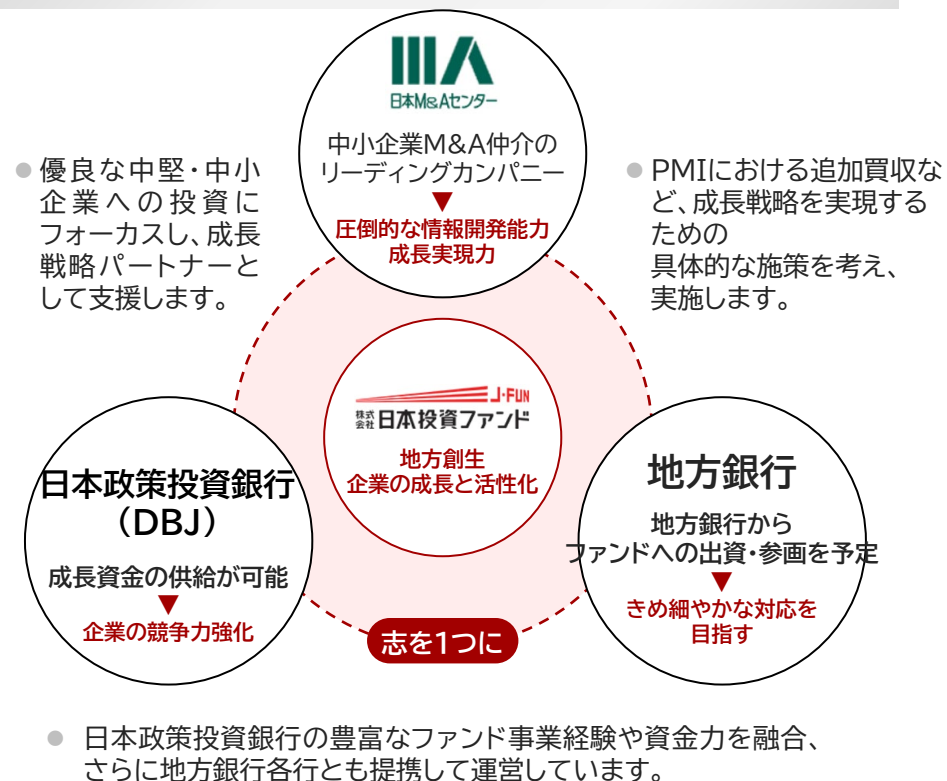 日本M&Aセンター
中小企業M&A仲介の
リーディングカンパニー
▼
圧倒的な情報開発能力
成長実現力
● 優良な中堅・中小
企業への投資に
フォーカスし、成長
戦略パートナーと
して支援します。
● PMIにおける追加買収な
ど、成長戦略を実現する
ための
具体的な施策を考え、
実施します。
J-FUN
株式会社日本投資ファンド
地方創生
企業の成長と活性化
日本政策投資銀行
(DBJ)
成長資金の供給が可能
▼
企業の競争力強化
地方銀行
地方銀行から
ファンドへの出資・参画を予定
▼
きめ細やかな対応を
目指す
志を1つに
● 日本政策投資銀行の豊富なファンド事業経験や資金力を融合、
さらに地方銀行各行とも提携して運営しています。